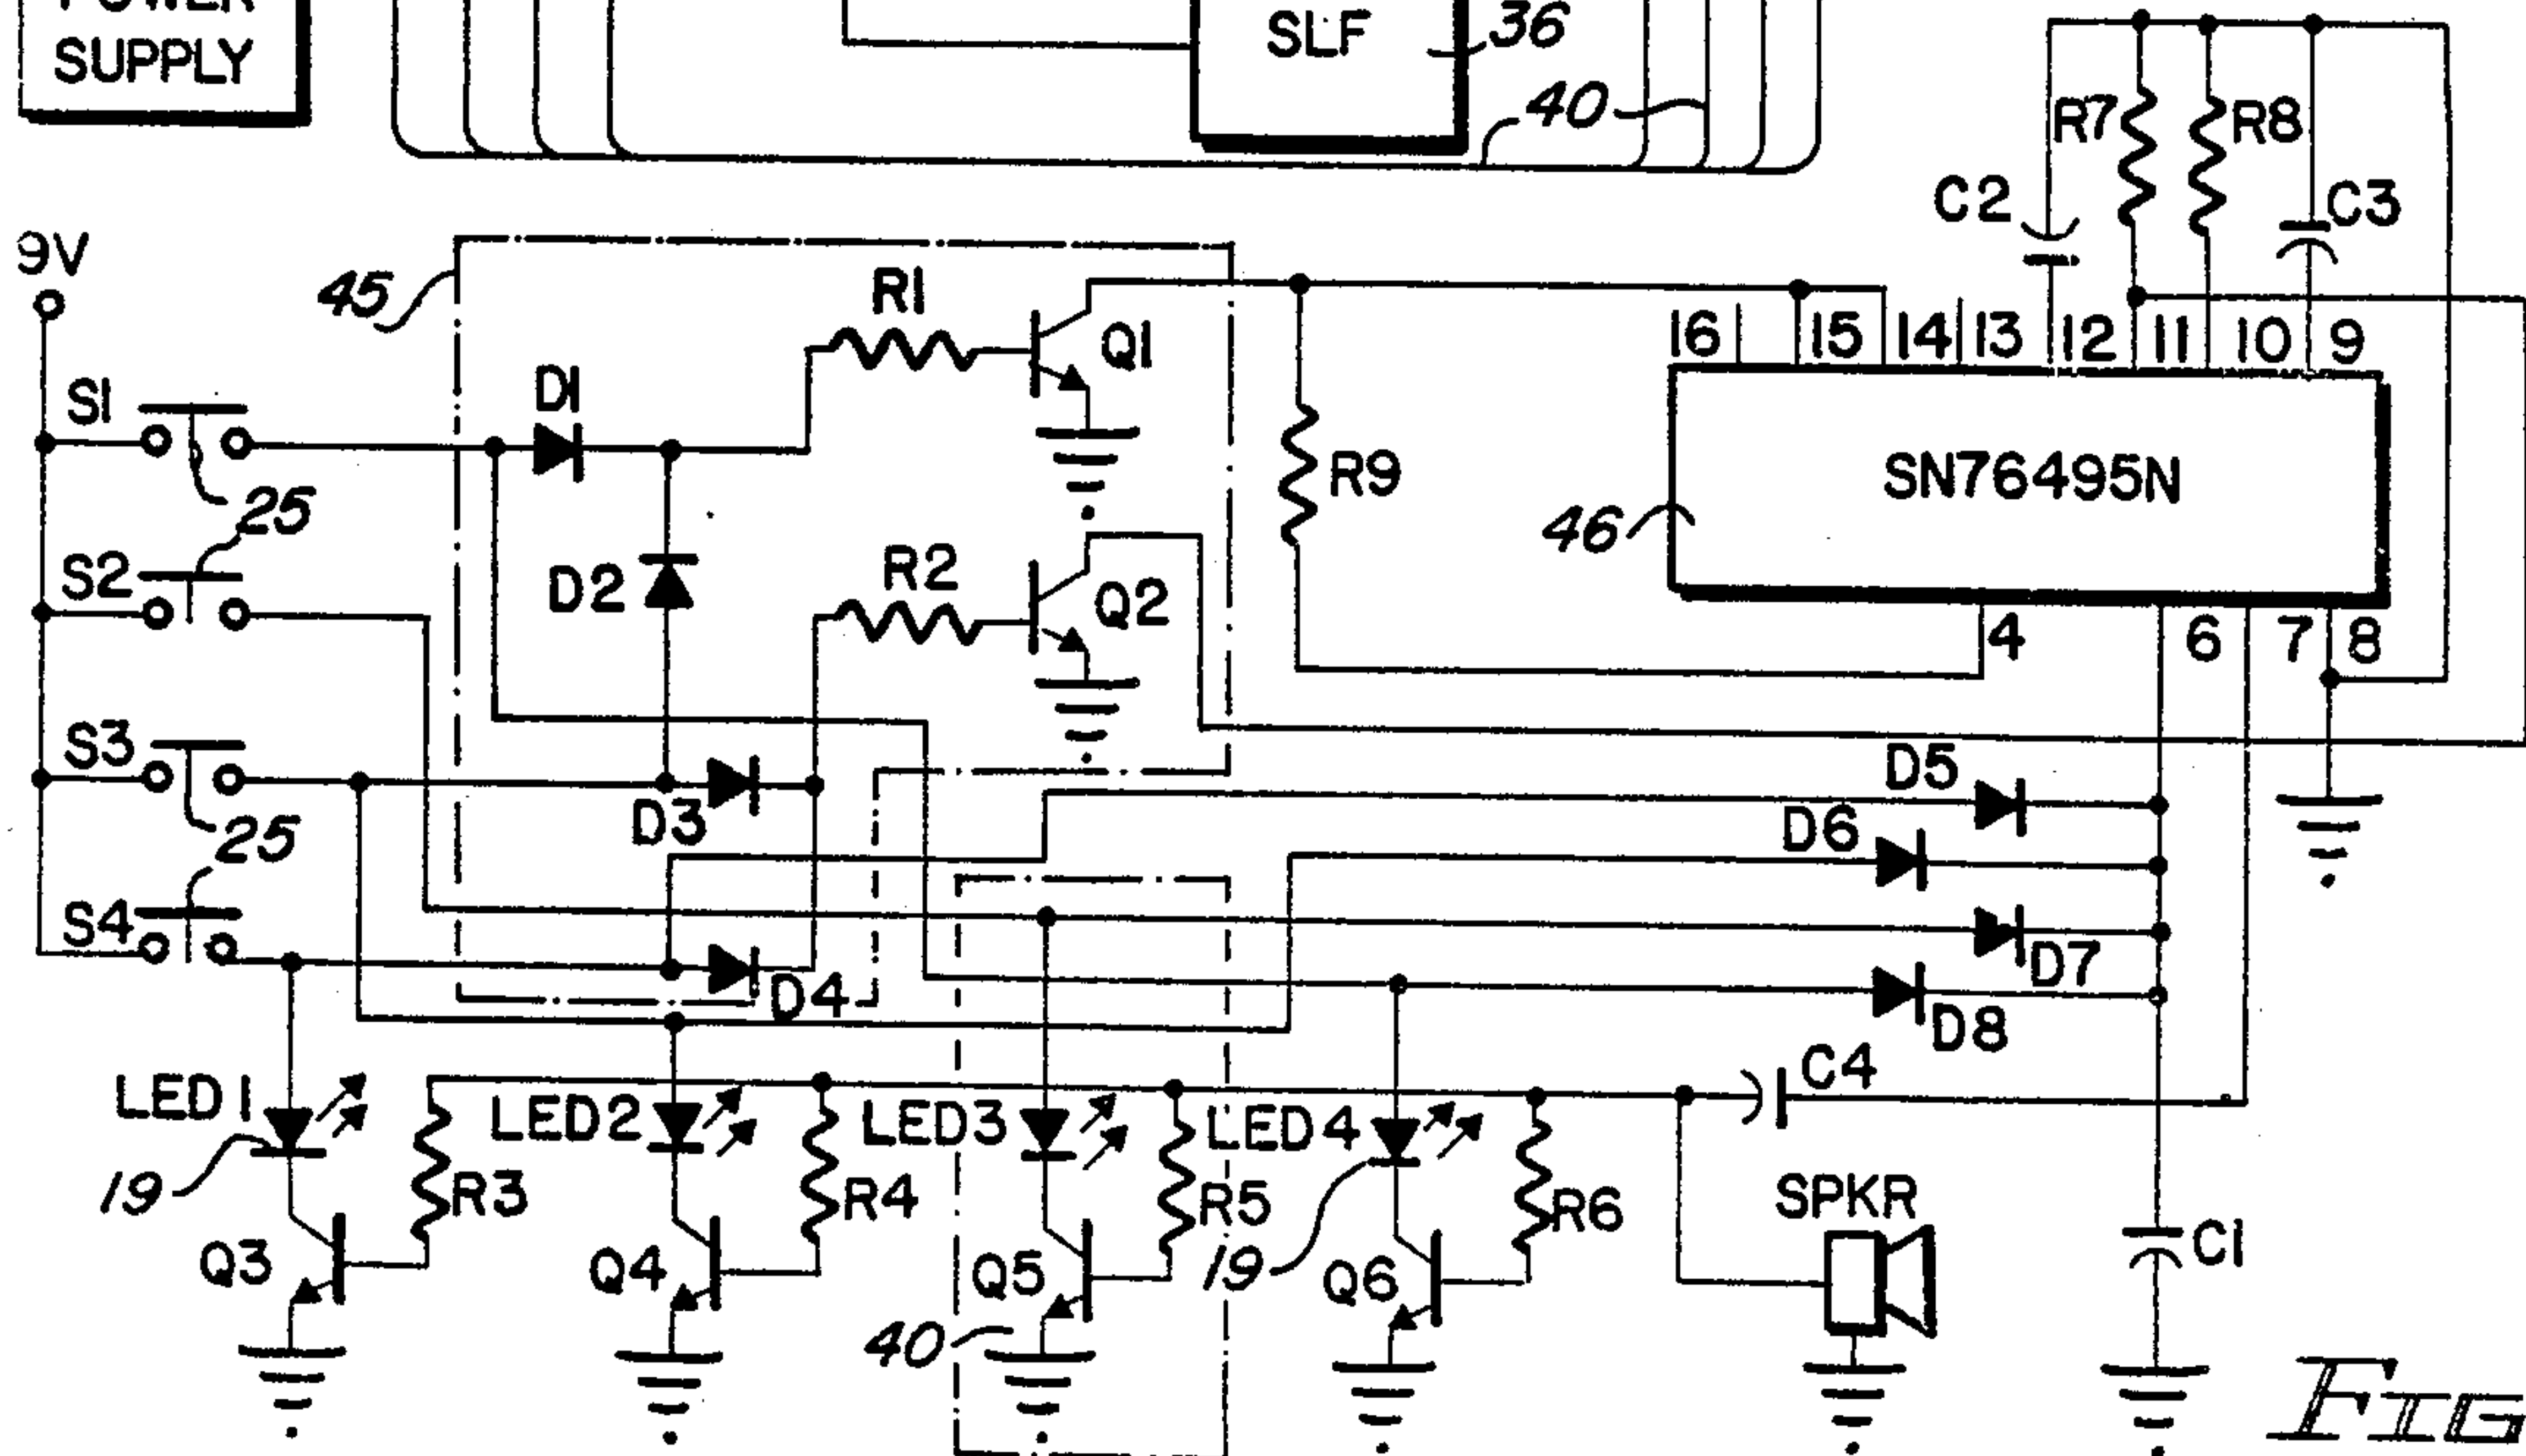 SUPPLY
SLF
36
40
R7
R8
C2
C3
9V
45
R1
Q1
16 15 14 13 12 11 10 9
S1
D1
25
R9
SN76495N
46
S2
D2
R2
Q2
4 6 7 8
S3
D3
25
D5
D6
S4
D4
D7
D8
C4
LED1
LED2
LED3
LED4
19
R3
R4
R5
R6
SPKR
Q3
Q4
Q5
19
Q6
C1
40
FIG